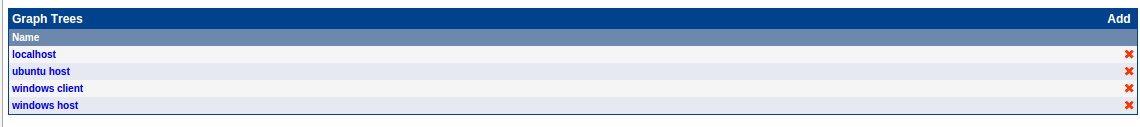 Graph Trees Add
Name
localhost
ubuntu host
windows client
windows host